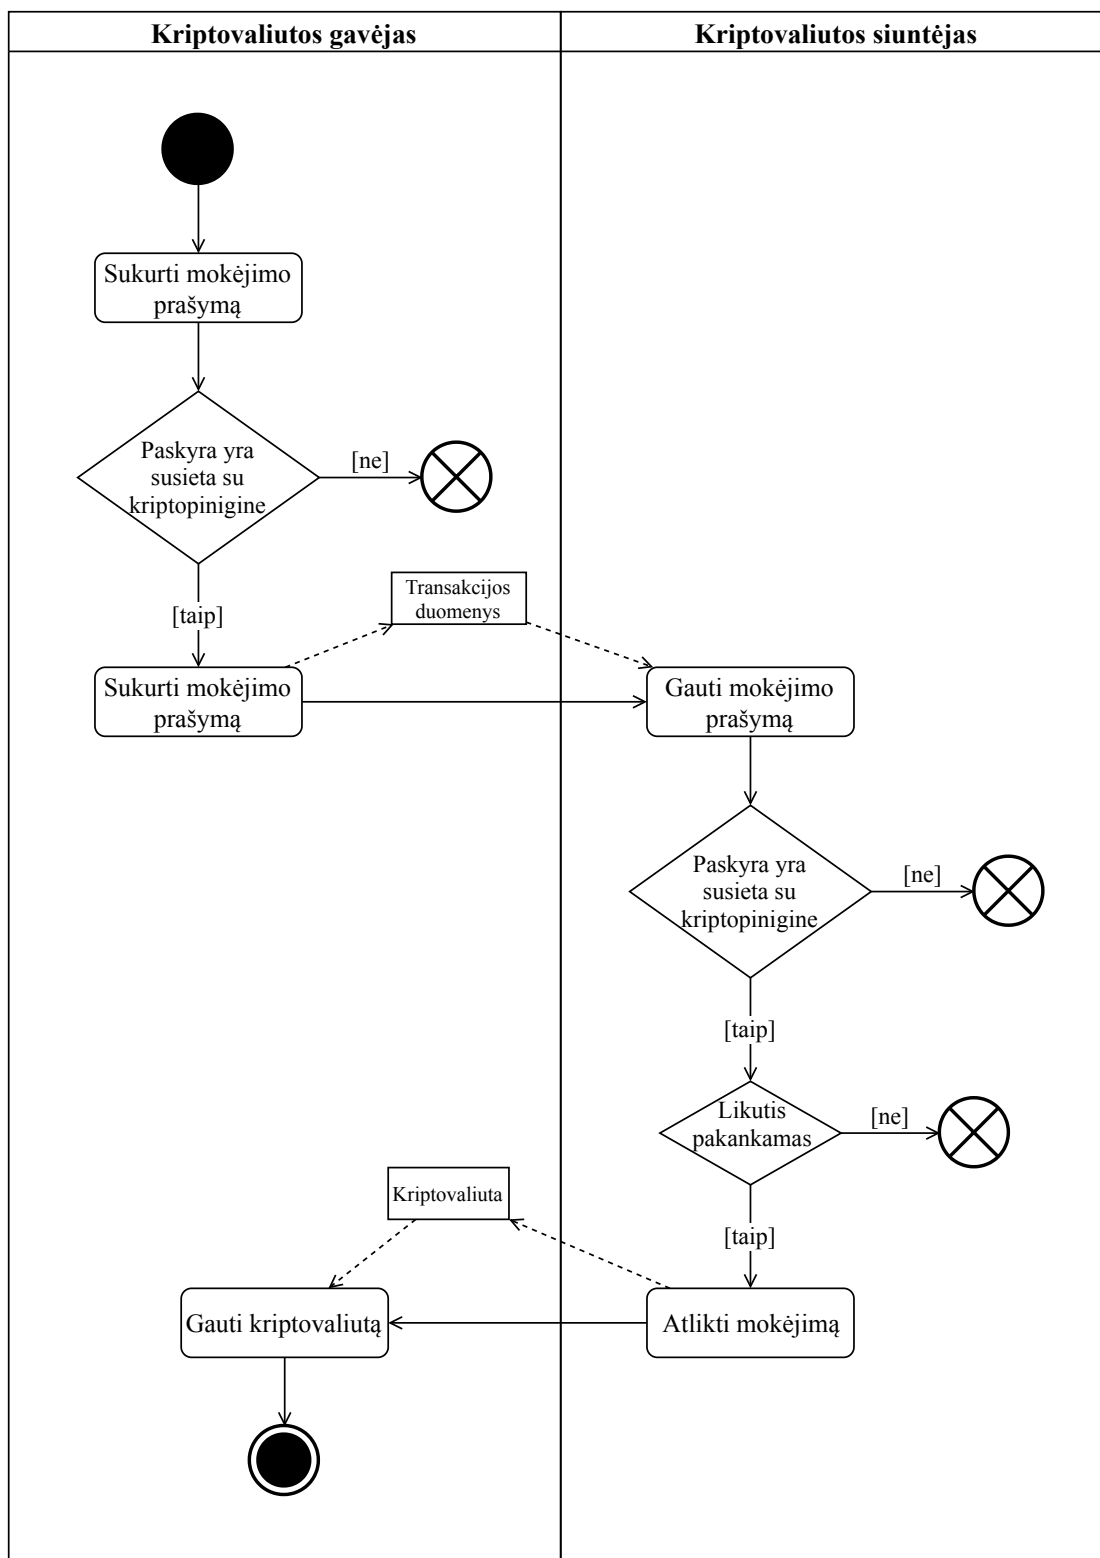 Kriptovaliutos gavėjas
Kriptovaliutos siuntėjas
Sukurti mokėjimo
prašymą
Paskyra yra
susieta su
kriptopinigine
[ne]
[taip]
Transakcijos
duomenys
Sukurti mokėjimo
prašymą
Gauti mokėjimo
prašymą
Paskyra yra
susieta su
kriptopinigine
[ne]
[taip]
Likutis
pakankamas
[ne]
[taip]
Kriptovaliuta
Gauti kriptovaliutą
Atlikti mokėjimą